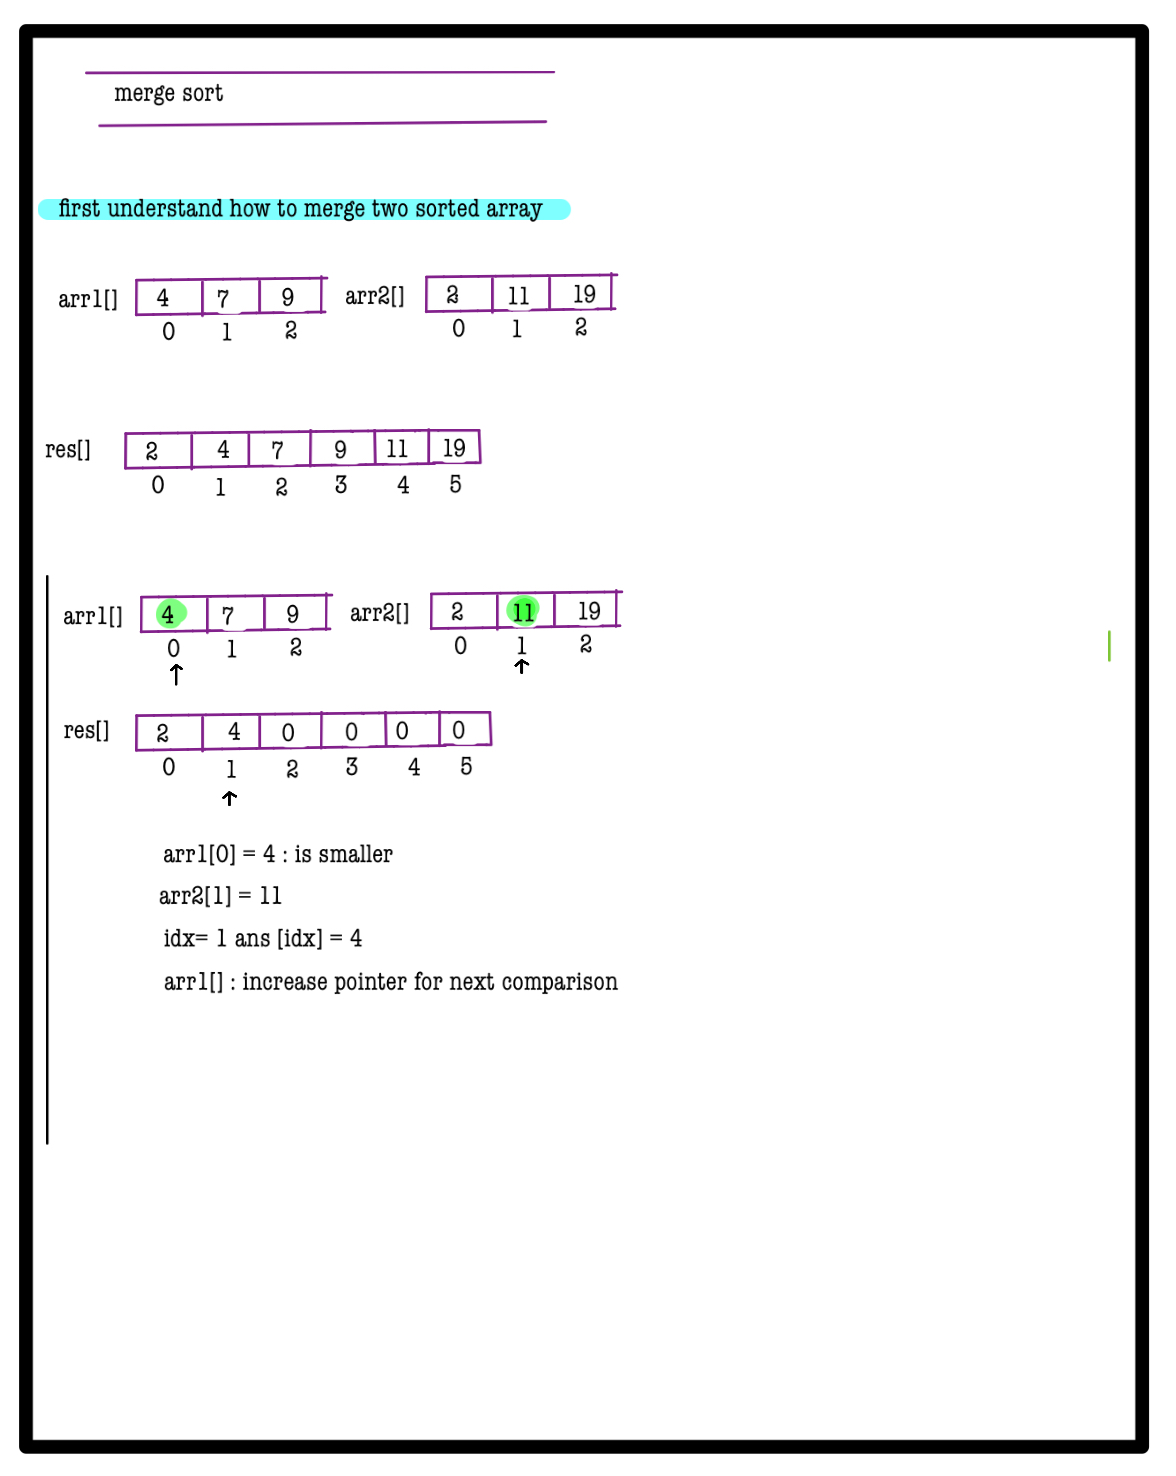 merge sort
first understand how to merge two sorted array
arr1[] 4 7 9 arr2[] 2 11 19
0 1 2 0 1 2
res[] 2 4 7 9 11 19
0 1 2 3 4 5
arr1[] 4 7 9 arr2[] 2 11 19
0 1 2 0 1 2
res[] 2 4 0 0 0 0
0 1 2 3 4 5
arr1[0] = 4 : is smaller
arr2[1] = 11
idx= 1 ans [idx] = 4
arr1[] : increase pointer for next comparison